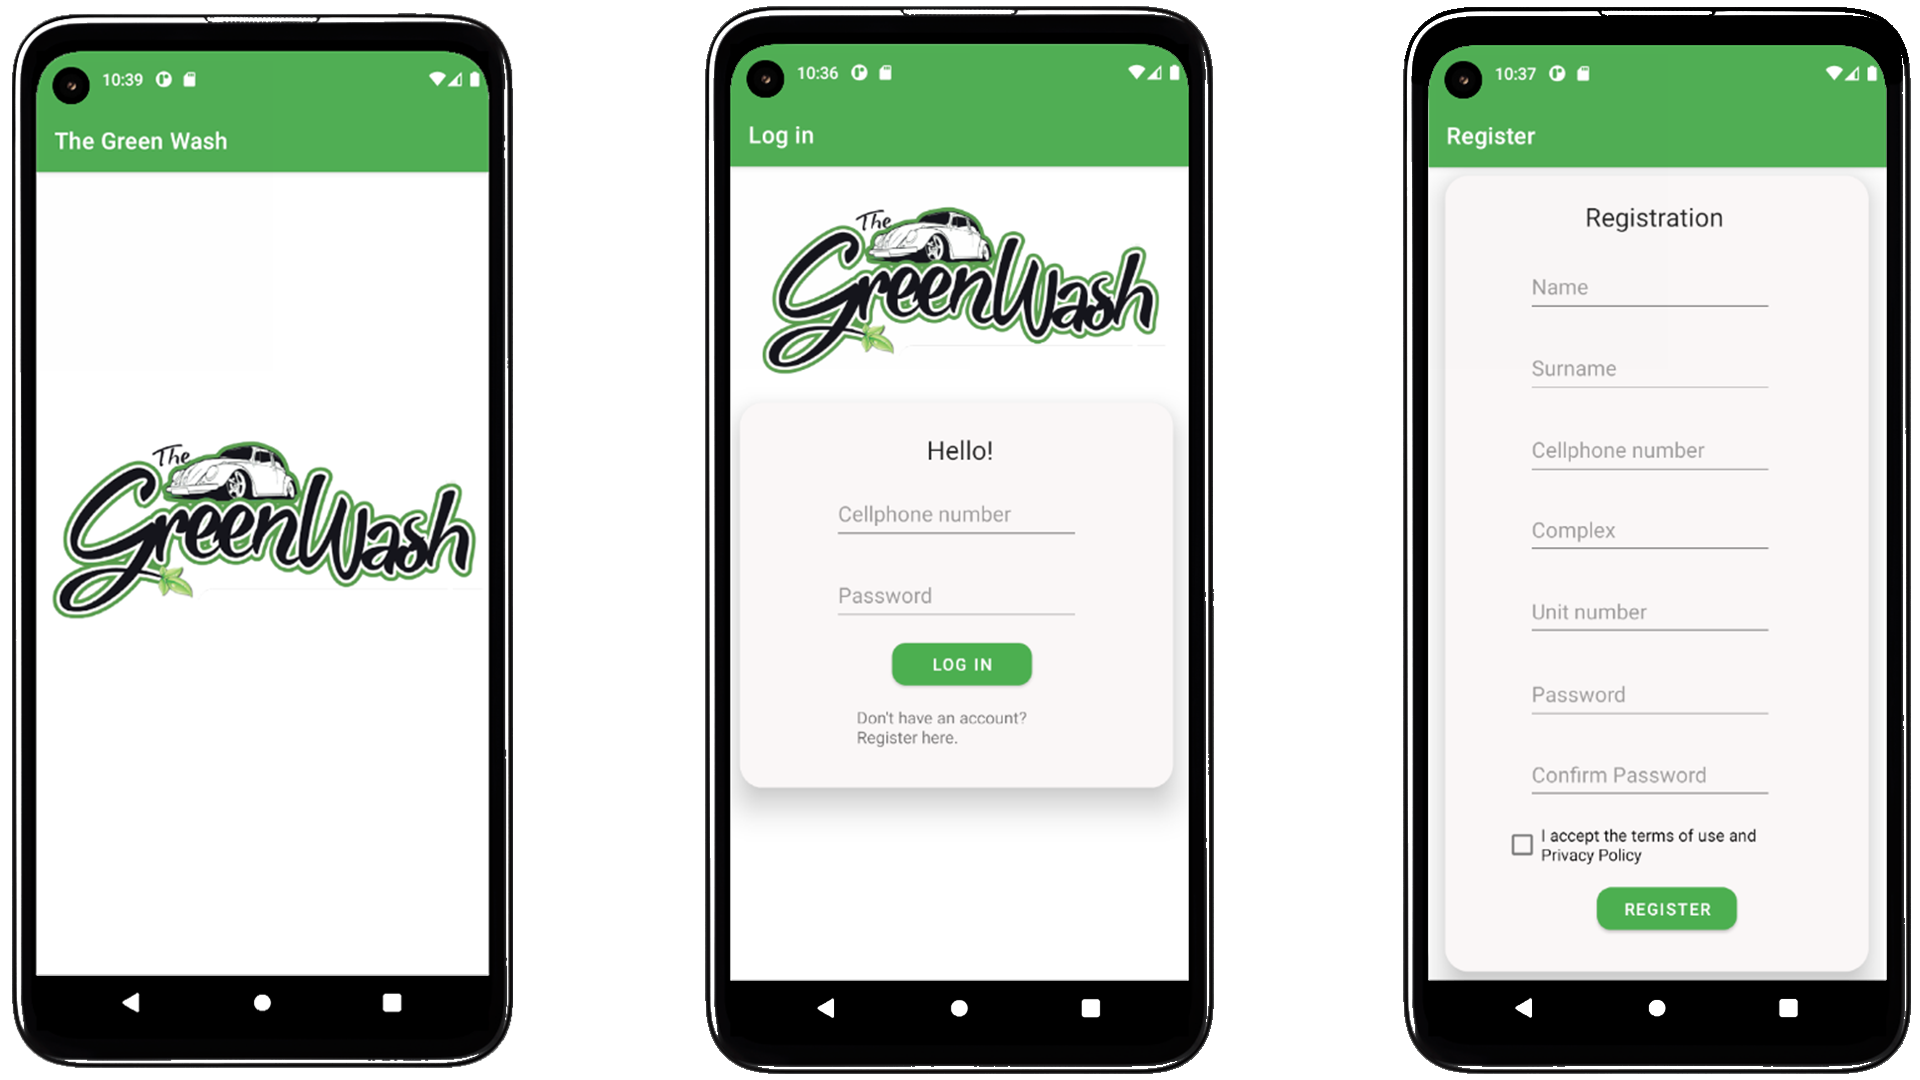 10:39
The Green Wash
The
GreenWash
10:36
Log in
The
GreenWash
Hello!
Cellphone number
Password
LOG IN
Don't have an account?
Register here.
10:37
Register
Registration
Name
Surname
Cellphone number
Complex
Unit number
Password
Confirm Password
I accept the terms of use and
Privacy Policy
REGISTER